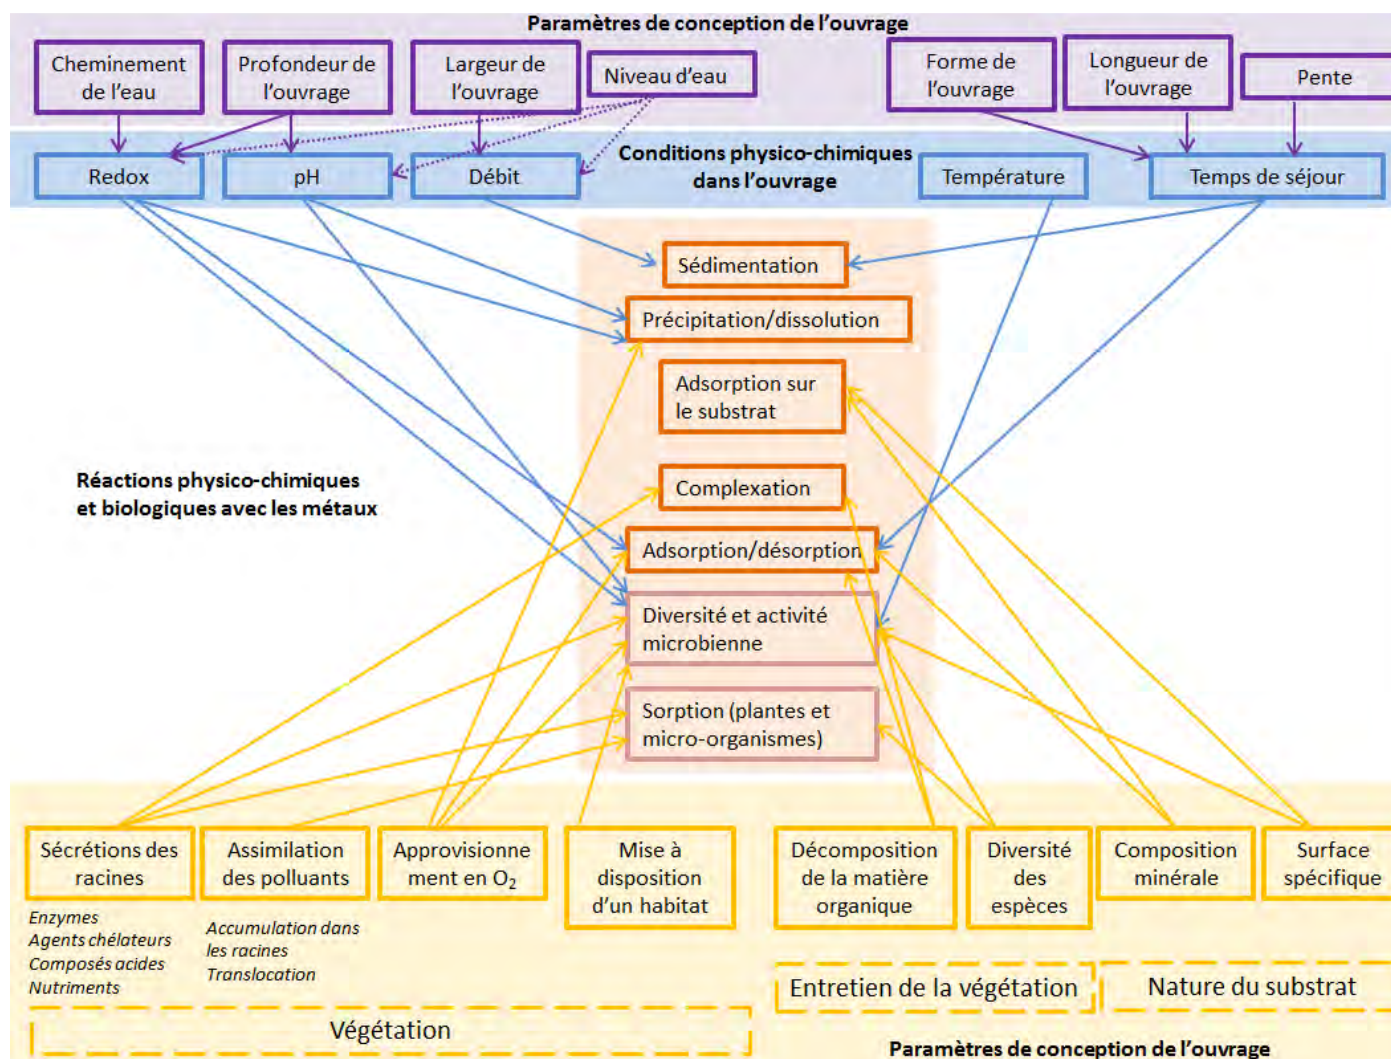 Paramètres de conception de l'ouvrage
Cheminement
de l'eau
Profondeur de
l'ouvrage
Largeur de
l'ouvrage
Niveau d'eau
Forme de
l'ouvrage
Longueur de
l'ouvrage
Pente
Conditions physico-chimiques
dans l'ouvrage
Redox
pH
Débit
Température
Temps de séjour
Sédimentation
Précipitation/dissolution
Adsorption sur
le substrat
Complexation
Réactions physico-chimiques
et biologiques avec les métaux
Adsorption/désorption
Diversité et activité
microbienne
Sorption (plantes et
micro-organismes)
Sécrétions des
racines
Assimilation
des polluants
Approvisionne
ment en O₂
Mise à
disposition
d'un habitat
Décomposition
de la matière
organique
Diversité
des
espèces
Composition
minérale
Surface
spécifique
Enzymes
Agents chélateurs
Composés acides
Nutriments
Accumulation dans
les racines
Translocation
Végétation
Entretien de la végétation
Nature du substrat
Paramètres de conception de l'ouvrage